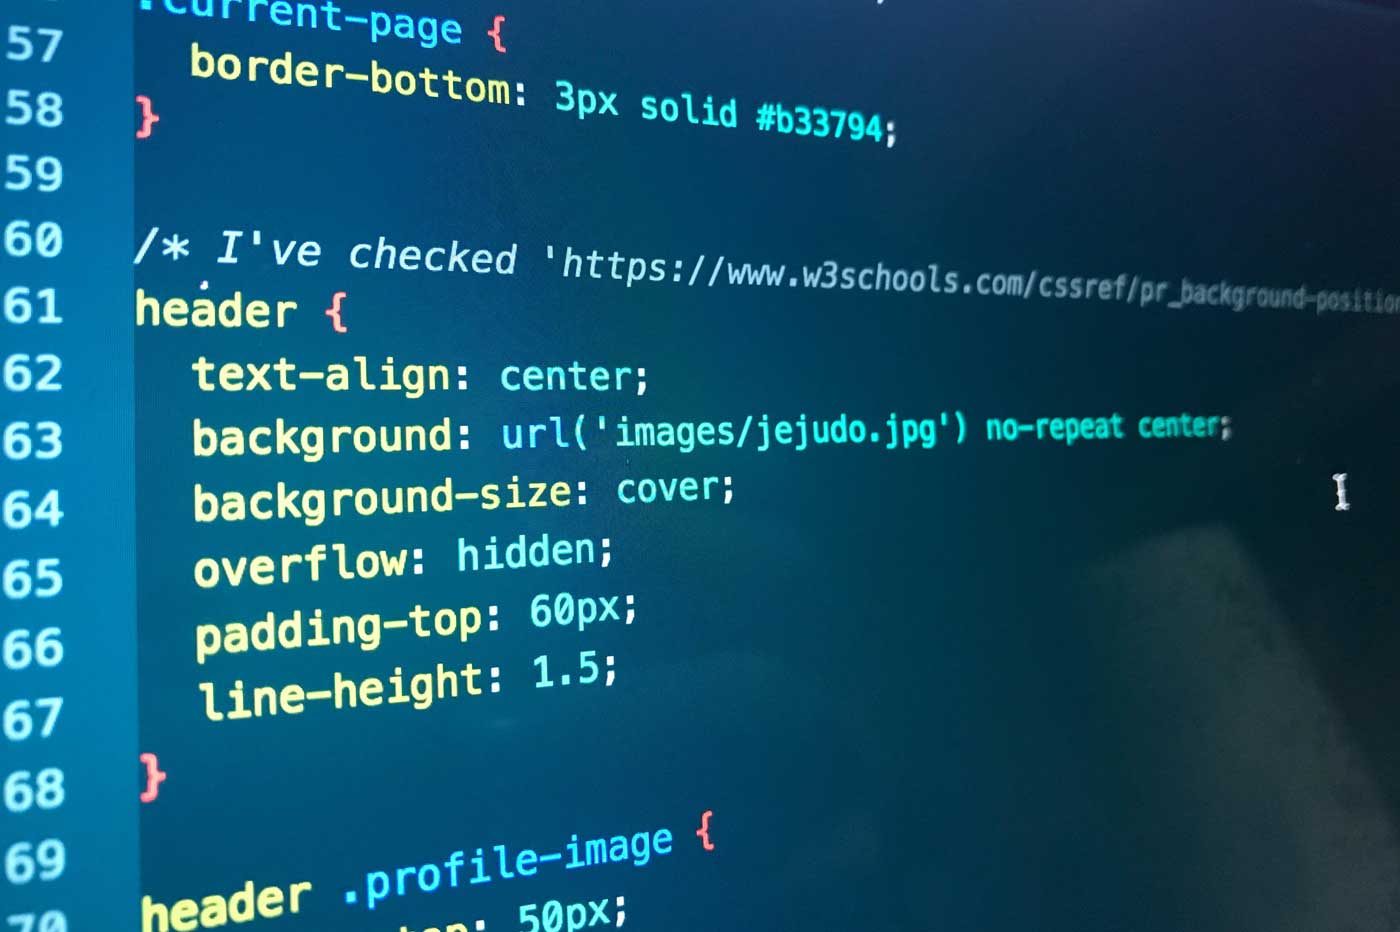 .current-page {
57 border-bottom: 3px solid #b33794;
58 }
59
60 /* I've checked 'https://www.w3schools.com/cssref/pr_background-position
61 header {
62 text-align: center;
63 background: url('images/jejudo.jpg') no-repeat center;
64 background-size: cover;
65 overflow: hidden;
66 padding-top: 60px;
67 line-height: 1.5;
68 }
69
70 header .profile-image {
50px;